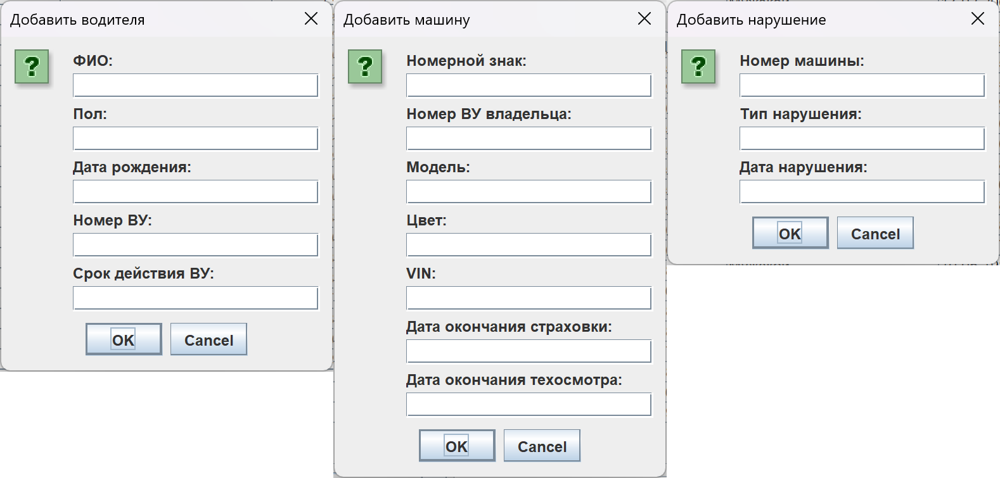 Добавить водителя
ФИО:
Пол:
Дата рождения:
Номер ВУ:
Срок действия ВУ:
OK
Cancel
Добавить машину
Номерной знак:
Номер ВУ владельца:
Модель:
Цвет:
VIN:
Дата окончания страховки:
Дата окончания техосмотра:
OK
Cancel
Добавить нарушение
Номер машины:
Тип нарушения:
Дата нарушения:
OK
Cancel